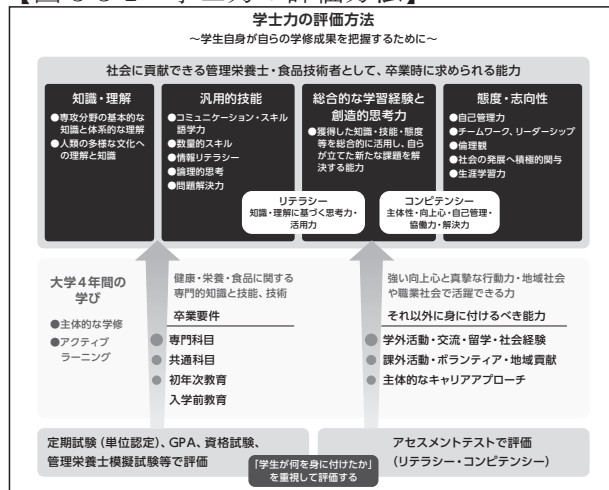 学士力の評価方法
～学生自身が自らの学修成果を把握するために～
社会に貢献できる管理栄養士・食品技術者として、卒業時に求められる能力
知識・理解
●専攻分野の基本的な
知識と体系的な理解
●人類の多様な文化へ
の理解と知識
汎用的技能
●コミュニケーション・スキル
語学力
●数量的スキル
●情報リテラシー
●論理的思考
●問題解決力
総合的な学習経験と
創造的思考力
●獲得した知識・技能・態度
等を総合的に活用し、自ら
が立てた新たな課題を解
決する能力
態度・志向性
●自己管理力
●チームワーク、リーダーシップ
●倫理観
●社会の発展へ積極的関与
●生涯学習力
リテラシー
知識・理解に基づく思考力・
活用力
コンピテンシー
主体性・向上心・自己管理・
協働力・解決力
大学4年間の
学び
●主体的な学修
●アクティブ
ラーニング
健康・栄養・食品に関する
専門的知識と技能、技術
卒業要件
専門科目
共通科目
初年次教育
入学前教育
強い向上心と真摯な行動力・地域社会
や職業社会で活躍できる力
それ以外に身に付けるべき能力
学外活動・交流・留学・社会経験
課外活動・ボランティア・地域貢献
主体的なキャリアアプローチ
定期試験（単位認定）、GPA、資格試験、
管理栄養士模擬試験等で評価
「学生が何を身に付けたか」
を重視して評価する
アセスメントテストで評価
（リテラシー・コンピテンシー）